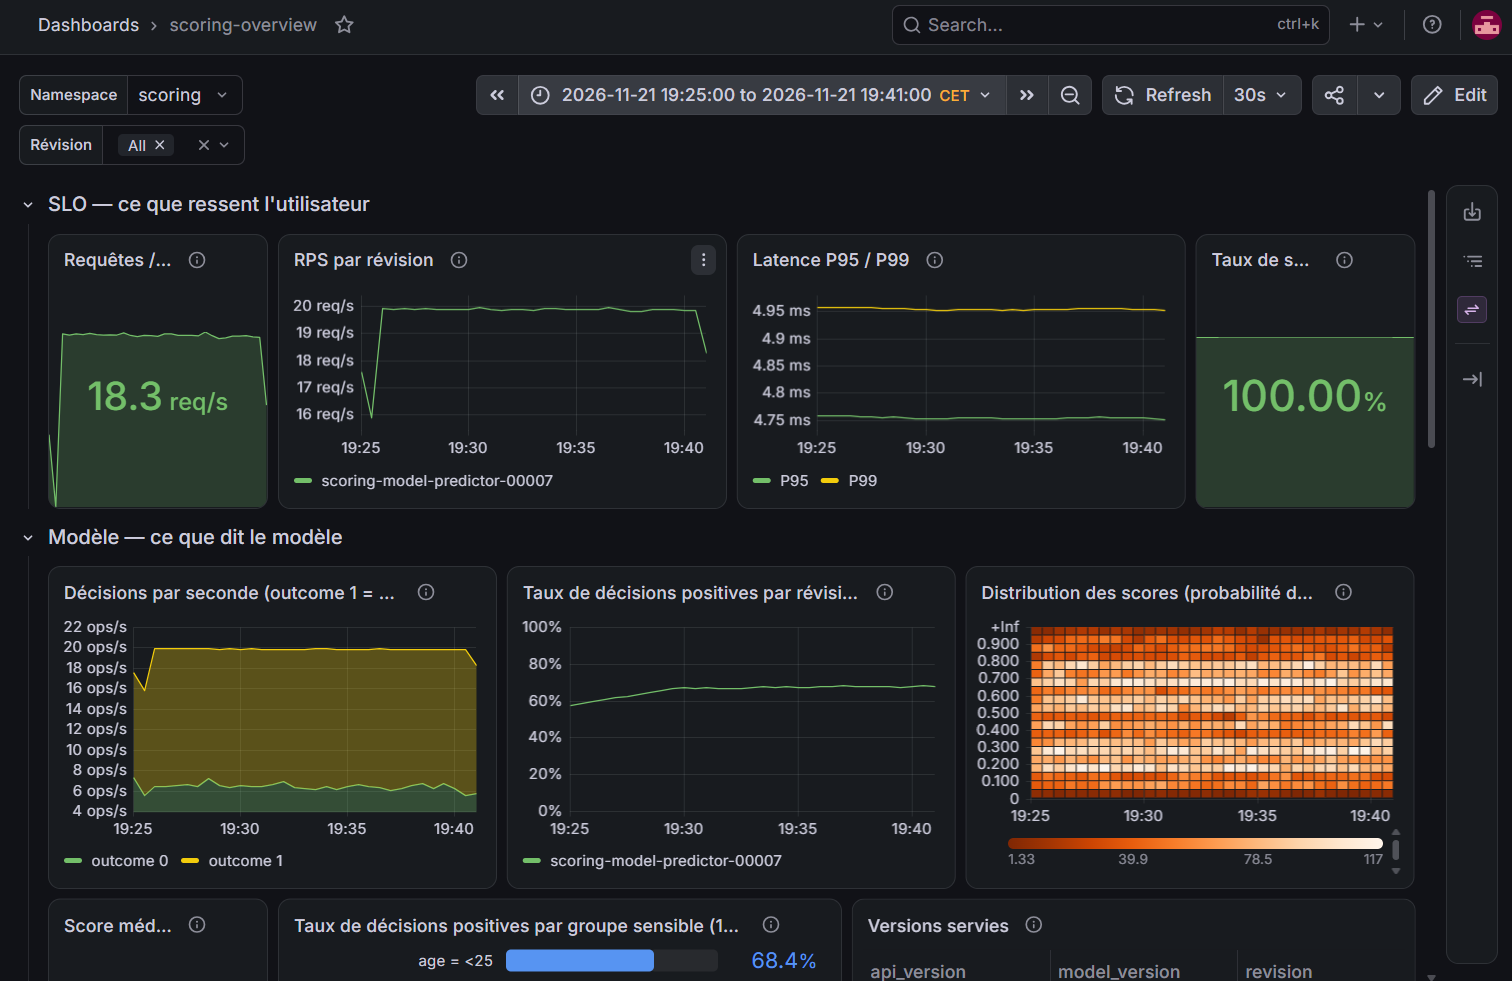 Dashboards › scoring-overview
Search...
ctrl+k
Namespace
scoring
2026-11-21 19:25:00 to 2026-11-21 19:41:00 CET
Refresh
30s
Edit
Révision
All
SLO — ce que ressent l'utilisateur
Requêtes /...
18.3 req/s
RPS par révision
20 req/s
19 req/s
18 req/s
17 req/s
16 req/s
19:25
19:30
19:35
19:40
scoring-model-predictor-00007
Latence P95 / P99
4.95 ms
4.9 ms
4.85 ms
4.8 ms
4.75 ms
19:25
19:30
19:35
19:40
P95
P99
Taux de s...
100.00%
Modèle — ce que dit le modèle
Décisions par seconde (outcome 1 = ...
22 ops/s
20 ops/s
18 ops/s
16 ops/s
14 ops/s
12 ops/s
10 ops/s
8 ops/s
6 ops/s
4 ops/s
19:25
19:30
19:35
19:40
outcome 0
outcome 1
Taux de décisions positives par révisi...
100%
80%
60%
40%
20%
0%
19:25
19:30
19:35
19:40
scoring-model-predictor-00007
Distribution des scores (probabilité d...
+Inf
0.900
0.800
0.700
0.600
0.500
0.400
0.300
0.200
0.100
0
19:25
19:30
19:35
19:40
1.33
39.9
78.5
117
Score méd...
Taux de décisions positives par groupe sensible (1...
age = <25
68.4%
Versions servies
api_version
model_version
revision